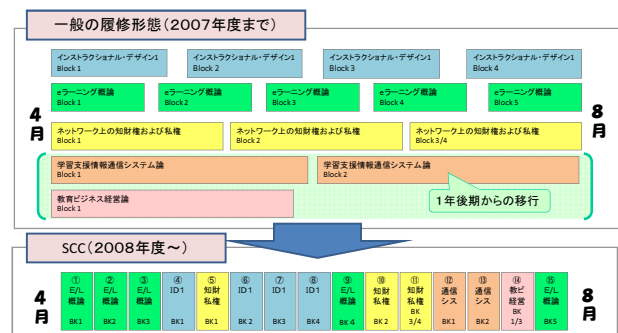 一般の履修形態(2007年度まで)
インストラクショナル・デザイン1
Block 1
インストラクショナル・デザイン1
Block 2
インストラクショナル・デザイン1
Block 3
インストラクショナル・デザイン1
Block 4
eラーニング概論
Block 1
eラーニング概論
Block 2
eラーニング概論
Block 3
eラーニング概論
Block 4
eラーニング概論
Block 5
4月
8月
ネットワーク上の知財権および私権
Block 1
ネットワーク上の知財権および私権
Block 2
ネットワーク上の知財権および私権
Block 3/4
学習支援情報通信システム論
Block 1
学習支援情報通信システム論
Block 2
教育ビジネス経営論
Block 1
1年後期からの移行
SCC(2008年度~)
4月
① E/L 概論 BK1
② E/L 概論 BK2
③ E/L 概論 BK3
④ ID1 BK1
⑤ 知財 私権 BK1
⑥ ID1 BK2
⑦ ID1 BK3
⑧ ID1 BK4
⑨ E/L 概論 BK 4
⑩ 知財 私権 BK 2
⑪ 知財 私権 BK 3/4
⑫ 通信 シス BK1
⑬ 通信 シス BK2
⑭ 教ビ 経営 BK 1/3
⑮ E/L 概論 BK5
8月